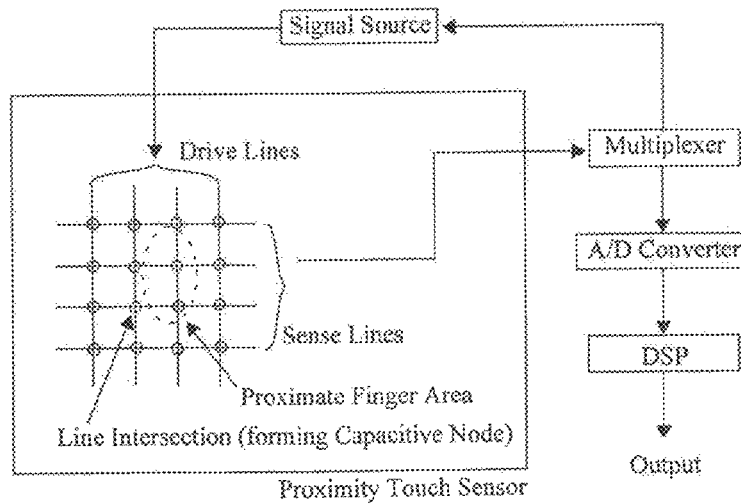 Signal Source
Drive Lines
Multiplexer
A/D Converter
Sense Lines
DSP
Proximate Finger Area
Line Intersection (forming Capacitive Node)
Output
Proximity Touch Sensor